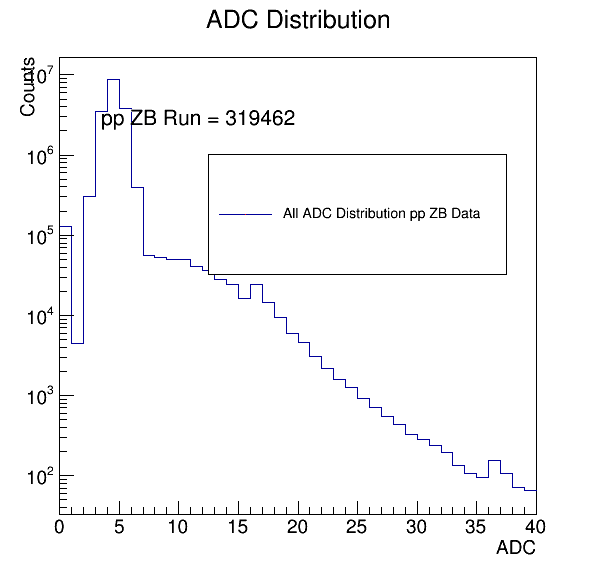 ADC Distribution
Counts
10^7
pp ZB Run = 319462
10^6
All ADC Distribution pp ZB Data
10^5
10^4
10^3
10^2
0 5 10 15 20 25 30 35 40
ADC